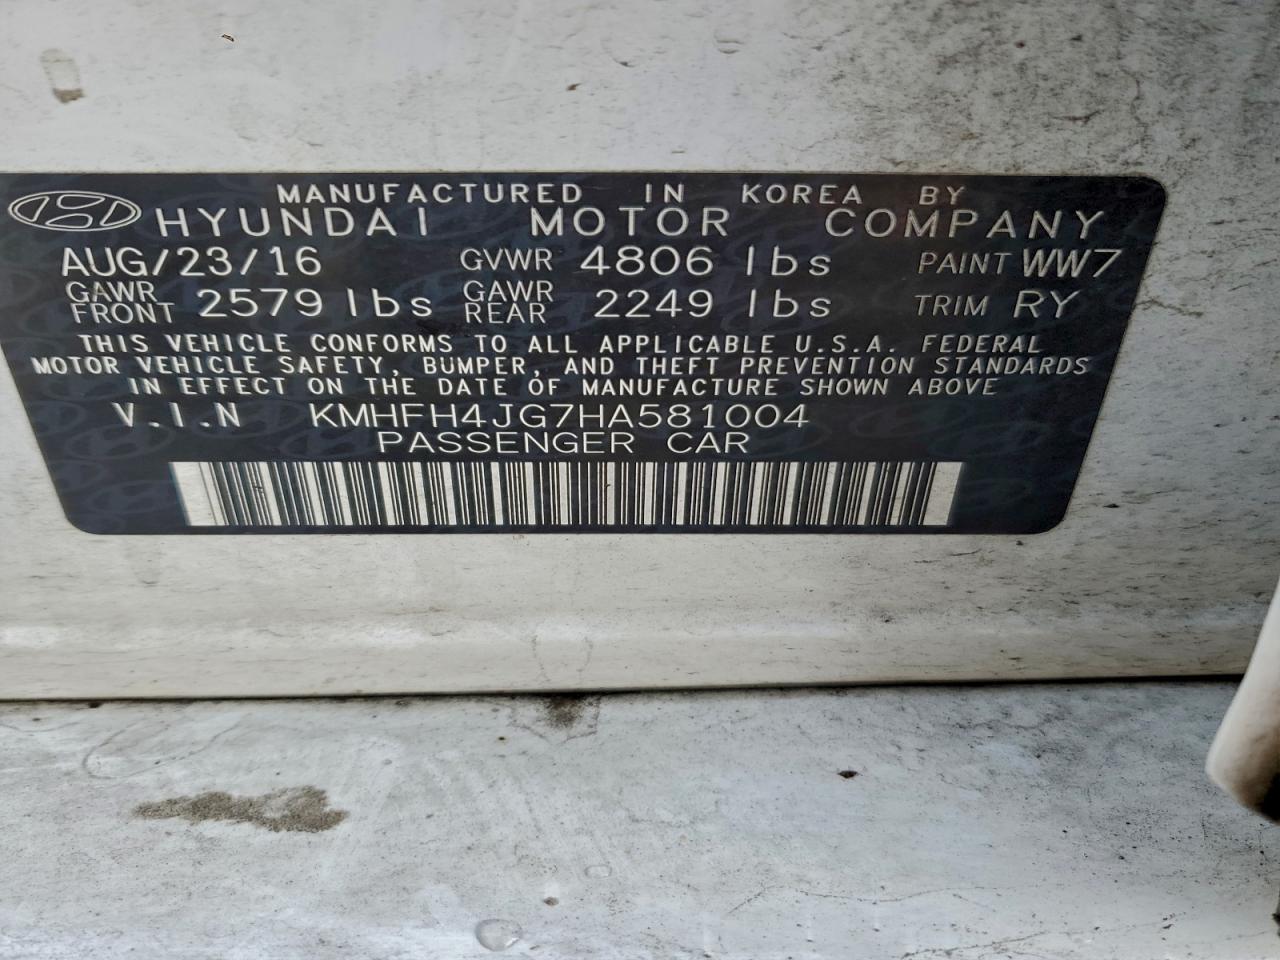 MANUFACTURED IN KOREA BY
HYUNDAI MOTOR COMPANY
AUG/23/16 GVWR 4806 lbs PAINT WW7
GAWR FRONT 2579 lbs GAWR REAR 2249 lbs TRIM RY
THIS VEHICLE CONFORMS TO ALL APPLICABLE U.S.A. FEDERAL
MOTOR VEHICLE SAFETY, BUMPER, AND THEFT PREVENTION STANDARDS
IN EFFECT ON THE DATE OF MANUFACTURE SHOWN ABOVE
V.I.N KMHFH4JG7HA581004
PASSENGER CAR